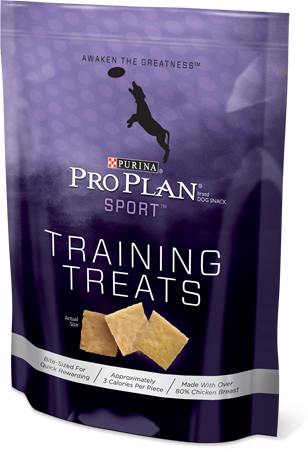 AWAKEN THE GREATNESS™
PURINA®
PRO PLAN®
brand
DOG SNACK
SPORT™
TRAINING
TREATS
Actual
Size
Bite-Sized For
Quick Rewarding
Approximately
3 Calories Per Piece
Made With Over
80% Chicken Breast